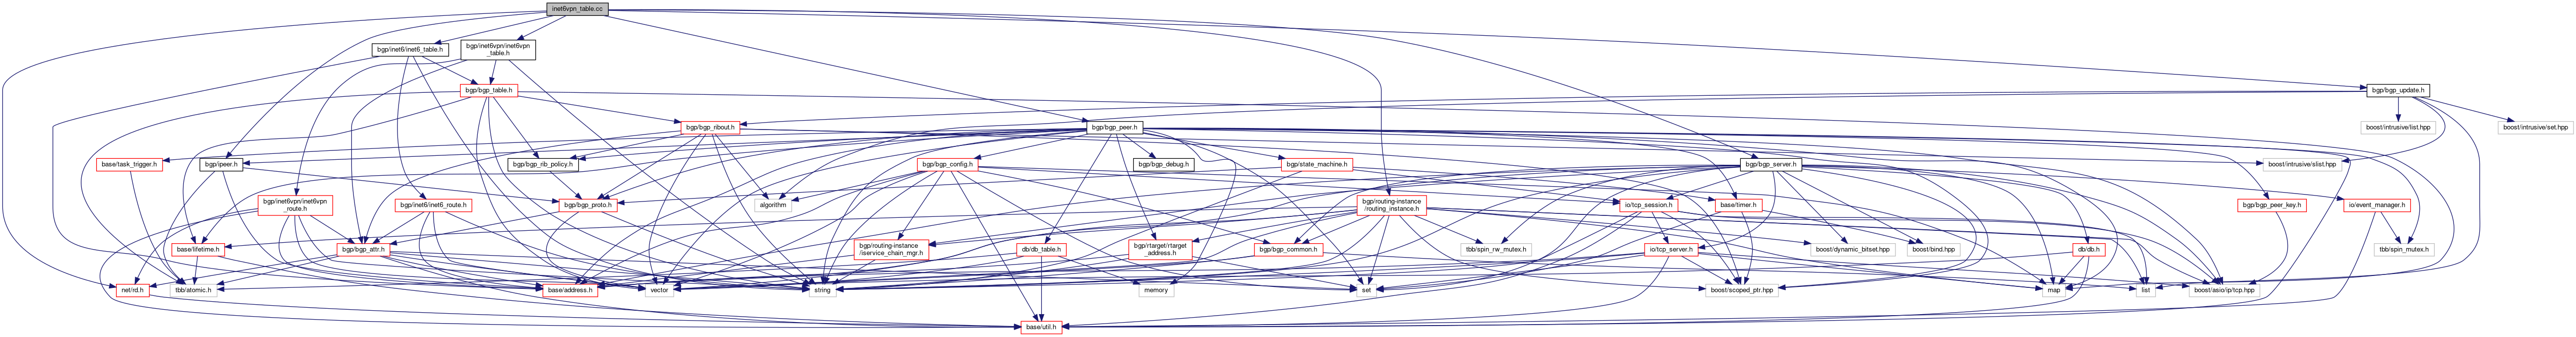 inet6vpn_table.cc
bgp/inet6/inet6_table.h
bgp/inet6vpn/inet6vpn
_table.h
bgp/bgp_table.h
bgp/bgp_update.h
bgp/bgp_ribout.h
bgp/bgp_peer.h
boost/intrusive/list.hpp
boost/intrusive/set.hpp
base/task_trigger.h
bgp/ipeer.h
bgp/bgp_rib_policy.h
bgp/bgp_config.h
bgp/bgp_debug.h
bgp/state_machine.h
bgp/bgp_server.h
boost/intrusive/slist.hpp
bgp/inet6vpn/inet6vpn
_route.h
bgp/inet6/inet6_route.h
bgp/bgp_proto.h
algorithm
bgp/routing-instance
/routing_instance.h
io/tcp_session.h
base/timer.h
bgp/bgp_peer_key.h
io/event_manager.h
base/lifetime.h
bgp/bgp_attr.h
bgp/routing-instance
/iservice_chain_mgr.h
db/db_table.h
bgp/rtarget/rtarget
_address.h
bgp/bgp_common.h
tbb/spin_rw_mutex.h
io/tcp_server.h
boost/dynamic_bitset.hpp
boost/bind.hpp
db/db.h
tbb/spin_mutex.h
net/rd.h
tbb/atomic.h
base/address.h
vector
string
memory
set
boost/scoped_ptr.hpp
map
list
boost/asio/ip/tcp.hpp
base/util.h